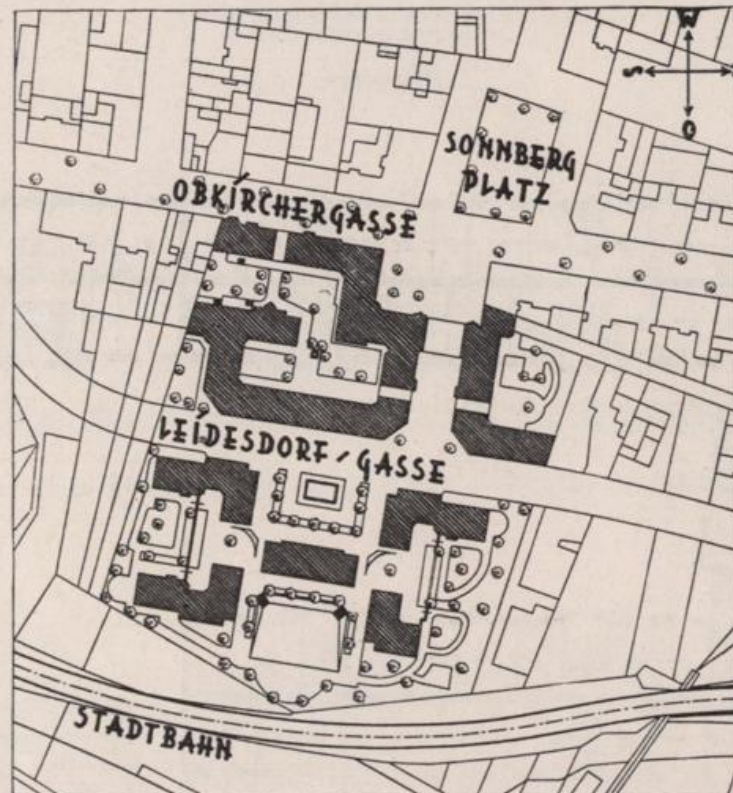 W
S
O
SONNBERG
PLATZ
OBKIRCHERGASSE
LEIDESDORF/GASSE
STADTBAHN